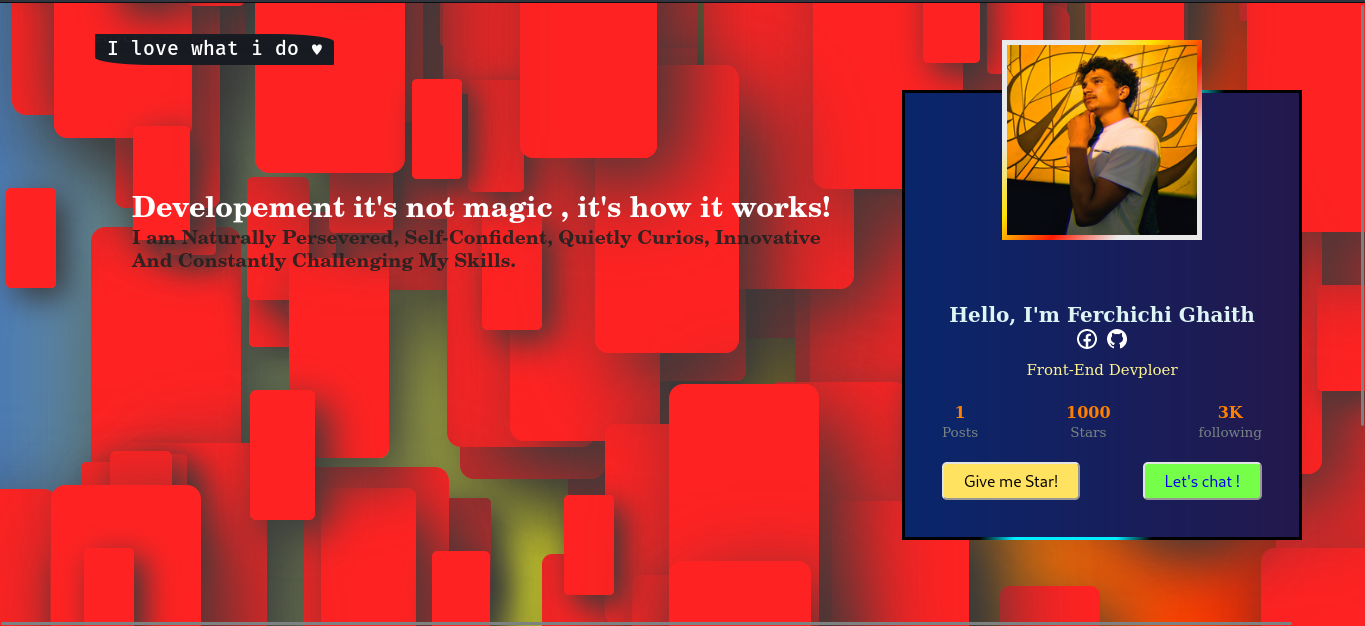 I love what i do ♥
Developement it's not magic , it's how it works!
I am Naturally Persevered, Self-Confident, Quietly Curios, Innovative
And Constantly Challenging My Skills.
Hello, I'm Ferchichi Ghaith
Front-End Devploer
1 1000 3K
Posts Stars following
Give me Star! Let's chat !